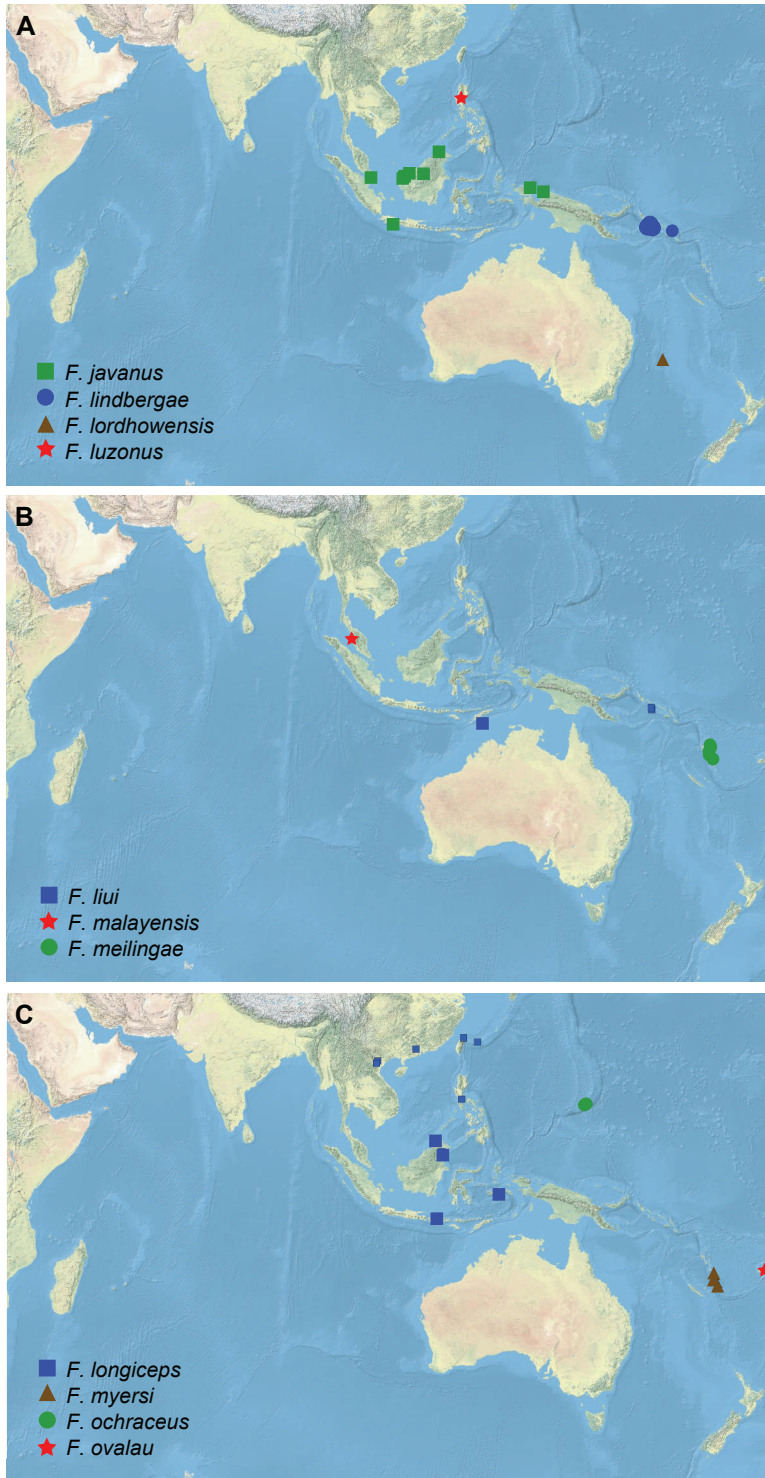 A
F. javanus
F. lindbergae
F. lordhowensis
F. luzonus
B
F. liui
F. malayensis
F. meilingae
C
F. longiceps
F. myersi
F. ochraceus
F. ovalau